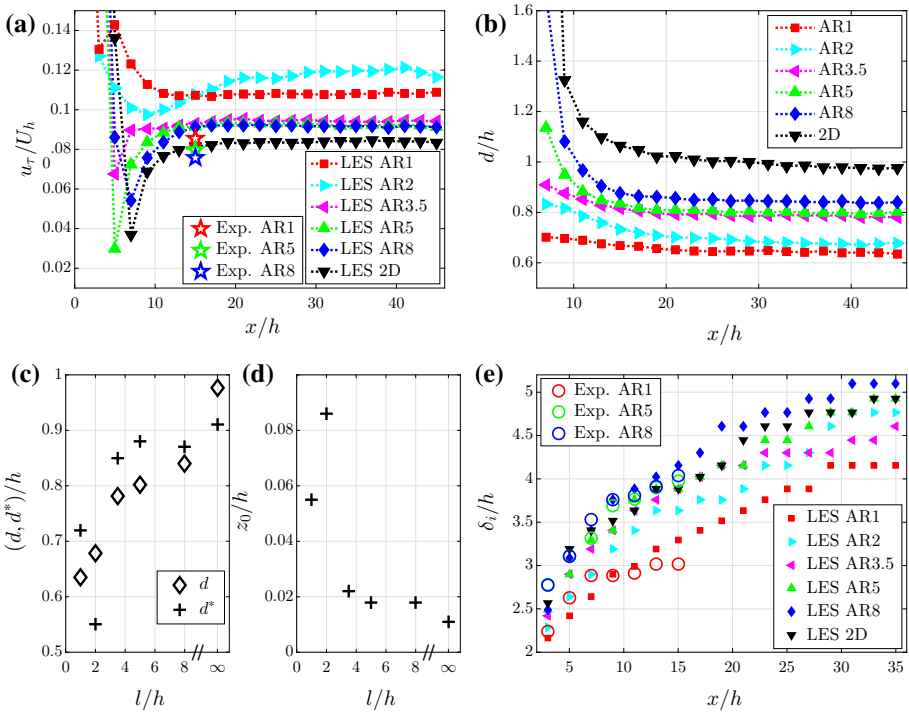 (a)
u_τ/U_h
0.14
0.12
0.1
0.08
0
0.06
0.04
0.02
0
10
20
30
40
x/h
Exp. AR1
Exp. AR5
Exp. AR8
LES AR1
LES AR2
LES AR3.5
LES AR5
LES AR8
LES 2D
(b)
d/h
1.6
1.4
1.2
1
0.8
0.6
10
20
30
40
x/h
AR1
AR2
AR3.5
AR5
AR8
2D
(c)
(d, d*)/h
1
0.9
0.8
0.7
0.6
0.5
0
2
4
6
8
//
∞
l/h
d
d*
(d)
z_0/h
0.08
0.06
0.04
0.02
0
0
2
4
6
8
//
∞
l/h
(e)
δ_i/h
5
4.5
4
3.5
3
2.5
2
5
10
15
20
25
30
35
x/h
Exp. AR1
Exp. AR5
Exp. AR8
LES AR1
LES AR2
LES AR3.5
LES AR5
LES AR8
LES 2D